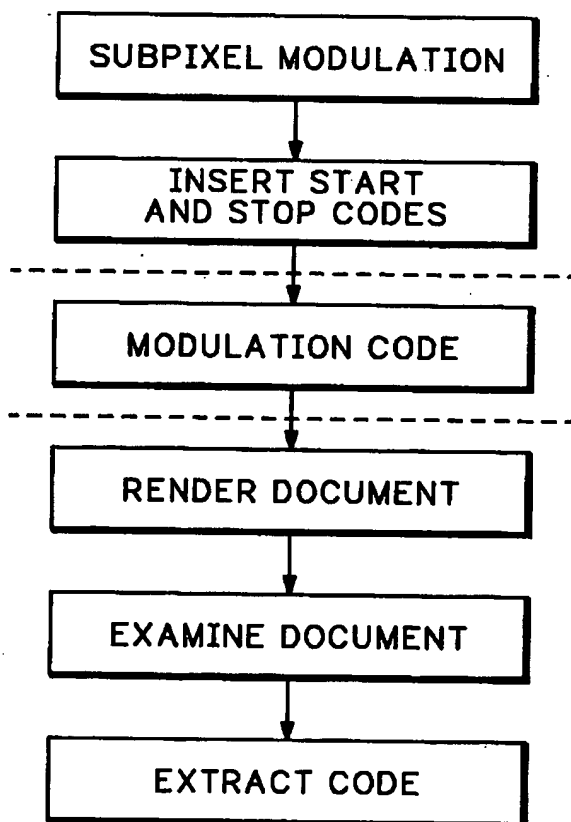 SUBPIXEL MODULATION
INSERT START
AND STOP CODES
MODULATION CODE
RENDER DOCUMENT
EXAMINE DOCUMENT
EXTRACT CODE